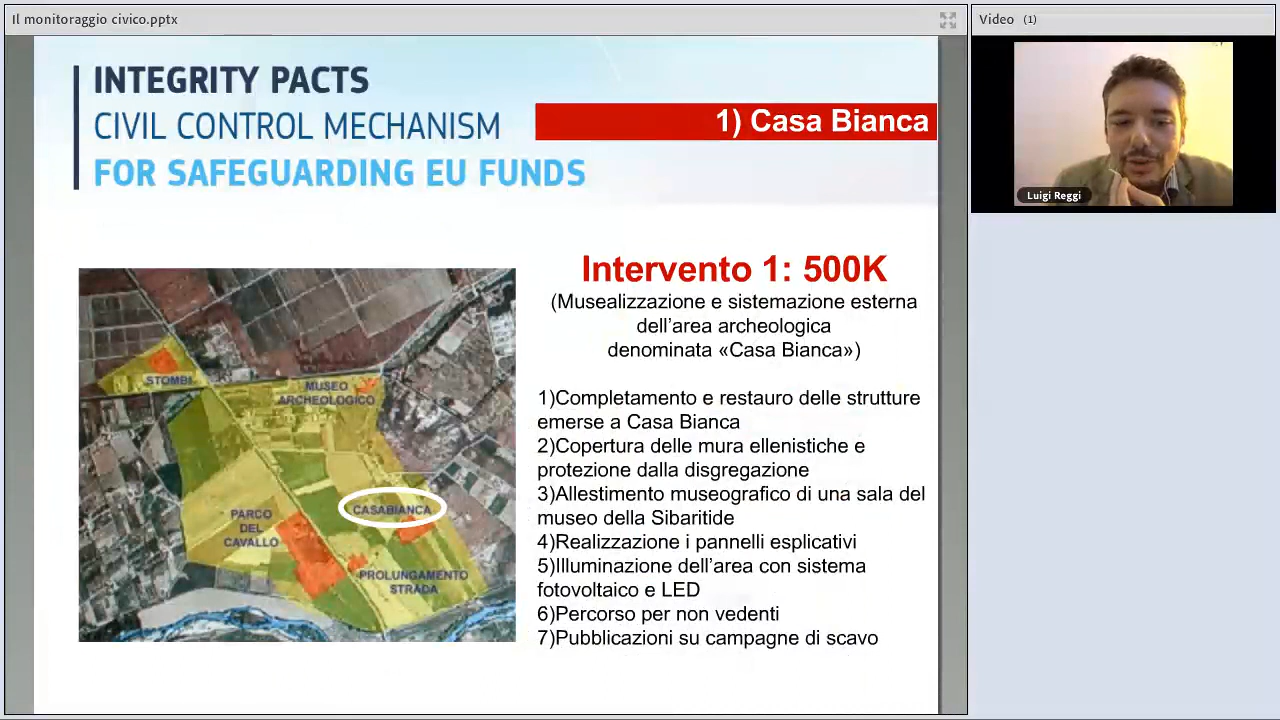 Il monitoraggio civico.pptx
Video (1)
INTEGRITY PACTS
CIVIL CONTROL MECHANISM
FOR SAFEGUARDING EU FUNDS
1) Casa Bianca
Luigi Reggi
Intervento 1: 500K
(Musealizzazione e sistemazione esterna
dell'area archeologica
denominata «Casa Bianca»)
1)Completamento e restauro delle strutture
emerse a Casa Bianca
2)Copertura delle mura ellenistiche e
protezione dalla disgregazione
3)Allestimento museografico di una sala del
museo della Sibaritide
4)Realizzazione i pannelli esplicativi
5)Illuminazione dell'area con sistema
fotovoltaico e LED
6)Percorso per non vedenti
7)Pubblicazioni su campagne di scavo
STOMBI
MUSEO
ARCHEOLOGICO
CASABIANCA
PARCO
DEL
CAVALLO
PROLUNGAMENTO
STRADA